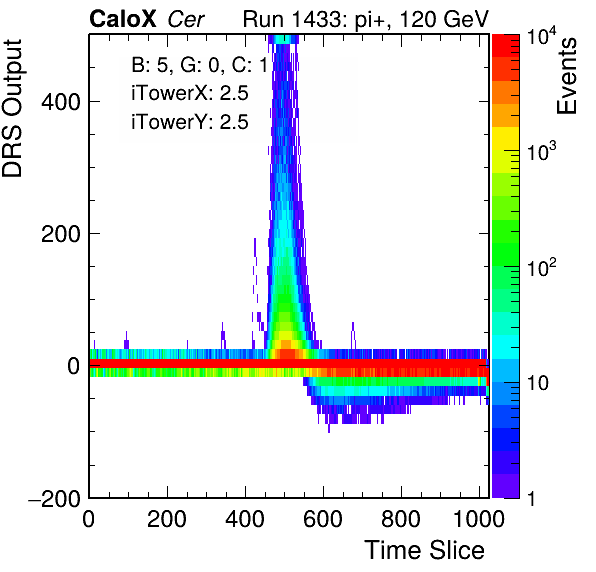 CaloX Cer Run 1433: pi+, 120 GeV
B: 5, G: 0, C: 1
iTowerX: 2.5
iTowerY: 2.5
DRS Output
400
200
0
−200
0 200 400 600 800 1000
Time Slice
Events
10^4
10^3
10^2
10
1